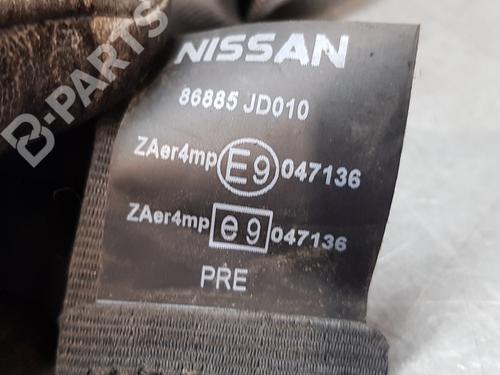 B-PARTS
NISSAN
86885 JD010
ZAer4mp E9 047136
ZAer4mp e9 047136
PRE